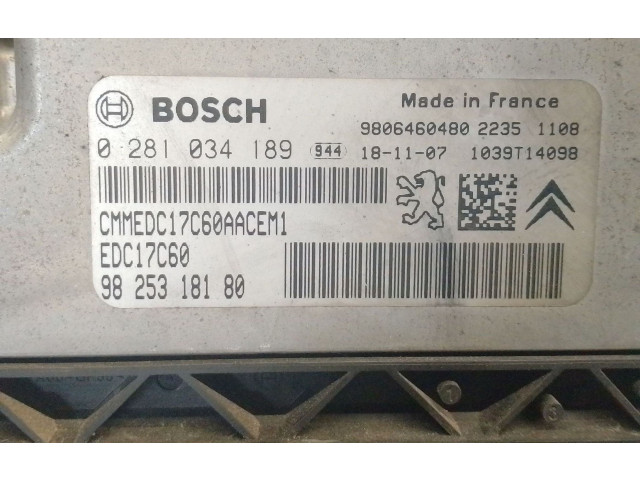 BOSCH
Made in France
9806460480 2235 1108
0 281 034 189 944 18-11-07 1039T14098
CMMEDC17C60AACEM1
EDC17C60
98 253 181 80